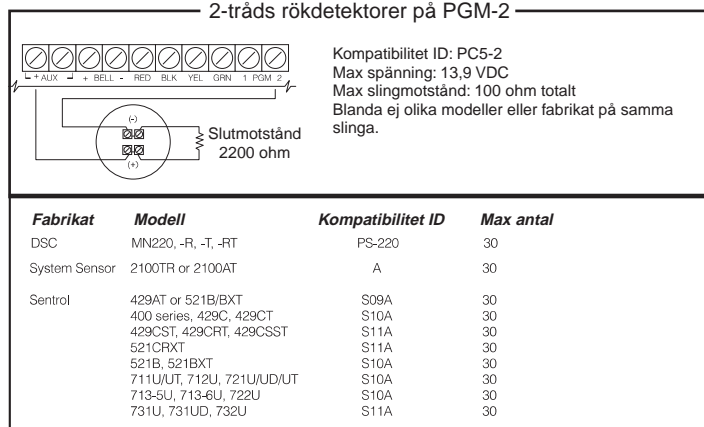 2-tråds rökdetektorer på PGM-2
+ AUX - + BELL - RED BLK YEL GRN 1 PGM 2
Kompatibilitet ID: PC5-2
Max spänning: 13,9 VDC
Max slingmotstånd: 100 ohm totalt
Blanda ej olika modeller eller fabrikat på samma
slinga.
(-)
Slutmotstånd
2200 ohm
(+)
Fabrikat Modell Kompatibilitet ID Max antal
DSC MN220, -R, -T, -RT PS-220 30
System Sensor 2100TR or 2100AT A 30
Sentrol 429AT or 521B/BXT S09A 30
400 series, 429C, 429CT S10A 30
429CST, 429CRT, 429CSST S11A 30
521CRXT S11A 30
521B, 521BXT S10A 30
711U/UT, 712U, 721U/UD/UT S10A 30
713-5U, 713-6U, 722U S10A 30
731U, 731UD, 732U S11A 30